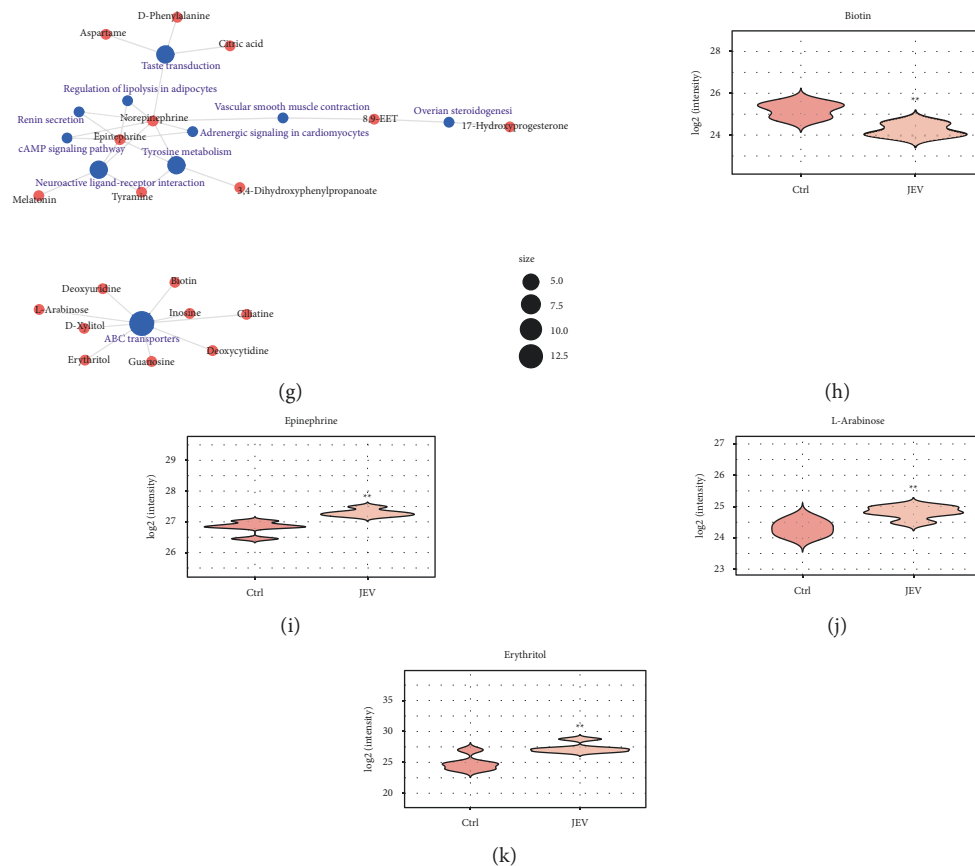 D-Phenylalanine
Aspartame
Citric acid
Taste transduction
Regulation of lipolysis in adipocytes
Renin secretion
Norepinephrine
Vascular smooth muscle contraction
8,9-EET
Overian steroidogenesi
17-Hydroxyprogesterone
Epinephrine
Adrenergic signaling in cardiomyocytes
cAMP signaling pathway
Tyrosine metabolism
Neuroactive ligand-receptor interaction
Melatonin
Tyramine
3,4-Dihydroxyphenylpropanoate
Deoxyuridine
Biotin
L-Arabinose
Inosine
Ciliatine
D-Xylitol
ABC transporters
Deoxycytidine
Erythritol
Guanosine
size
5.0
7.5
10.0
12.5
(g)
Biotin
log2 (intensity)
28
26
24
**
Ctrl
JEV
(h)
Epinephrine
log2 (intensity)
29
28
27
26
**
Ctrl
JEV
(i)
L-Arabinose
log2 (intensity)
27
26
25
24
23
**
Ctrl
JEV
(j)
Erythritol
log2 (intensity)
35
30
25
20
**
Ctrl
JEV
(k)